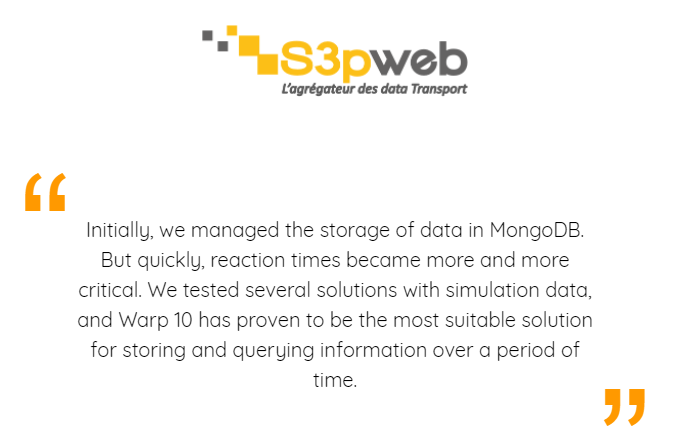 S3pweb
L'agrégateur des data Transport
“
Initially, we managed the storage of data in MongoDB.
But quickly, reaction times became more and more
critical. We tested several solutions with simulation data,
and Warp 10 has proven to be the most suitable solution
for storing and querying information over a period of
time.
”